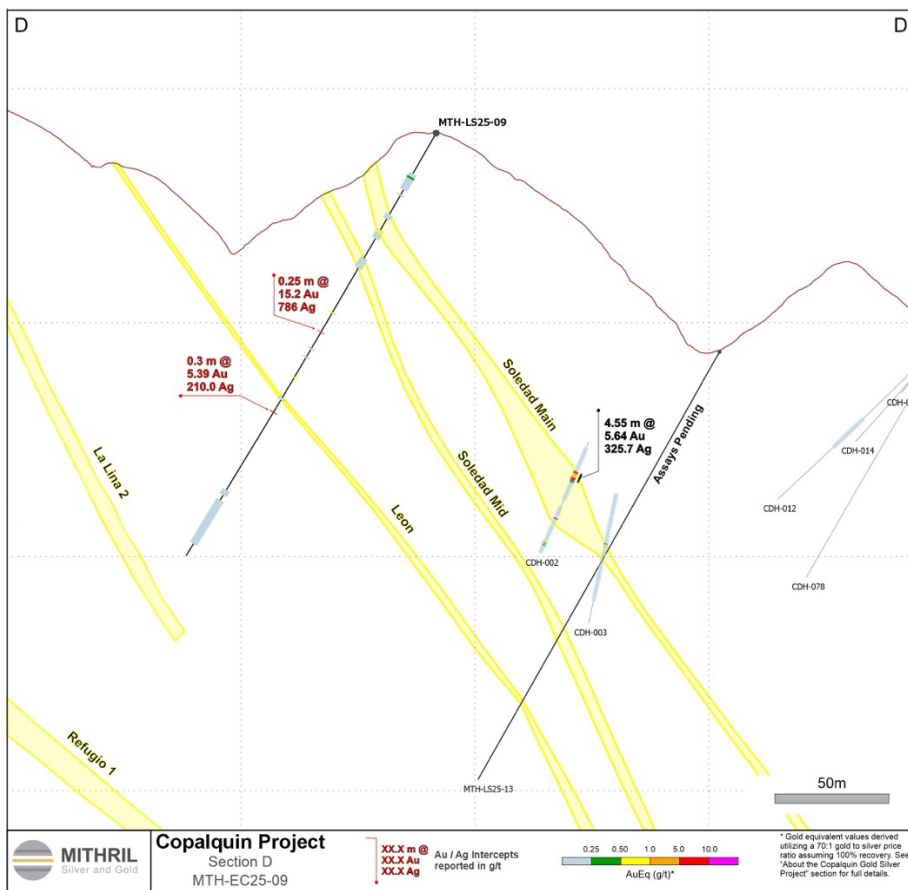 D
D
MTH-LS25-09
0.25 m @
15.2 Au
786 Ag
0.3 m @
5.39 Au
210.0 Ag
Soledad Main
4.55 m @
5.64 Au
325.7 Ag
Assays Pending
CDH-014
CDH-012
CDH-078
La Lina 2
Leon
Soledad Mid
CDH-002
CDH-003
Refugio 1
MTH-LS25-13
50m
MITHRIL
Silver and Gold
Copalquin Project
Section D
MTH-EC25-09
XX.X m @
XX.X Au
XX.X Ag
Au / Ag Intercepts
reported in g/t
0.25 0.50 1.0 5.0 10.0
AuEq (g/t)*
* Gold equivalent values derived
utilizing a 70:1 gold to silver price
ratio assuming 100% recovery. See
"About the Copalquin Gold Silver
Project" section for full details.